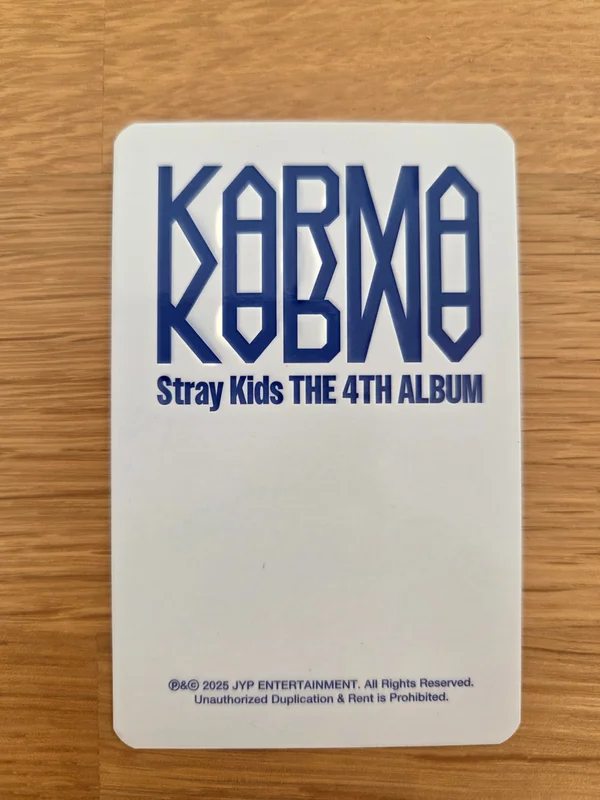 KARMA
Stray Kids THE 4TH ALBUM
℗&© 2025 JYP ENTERTAINMENT. All Rights Reserved.
Unauthorized Duplication & Rent is Prohibited.